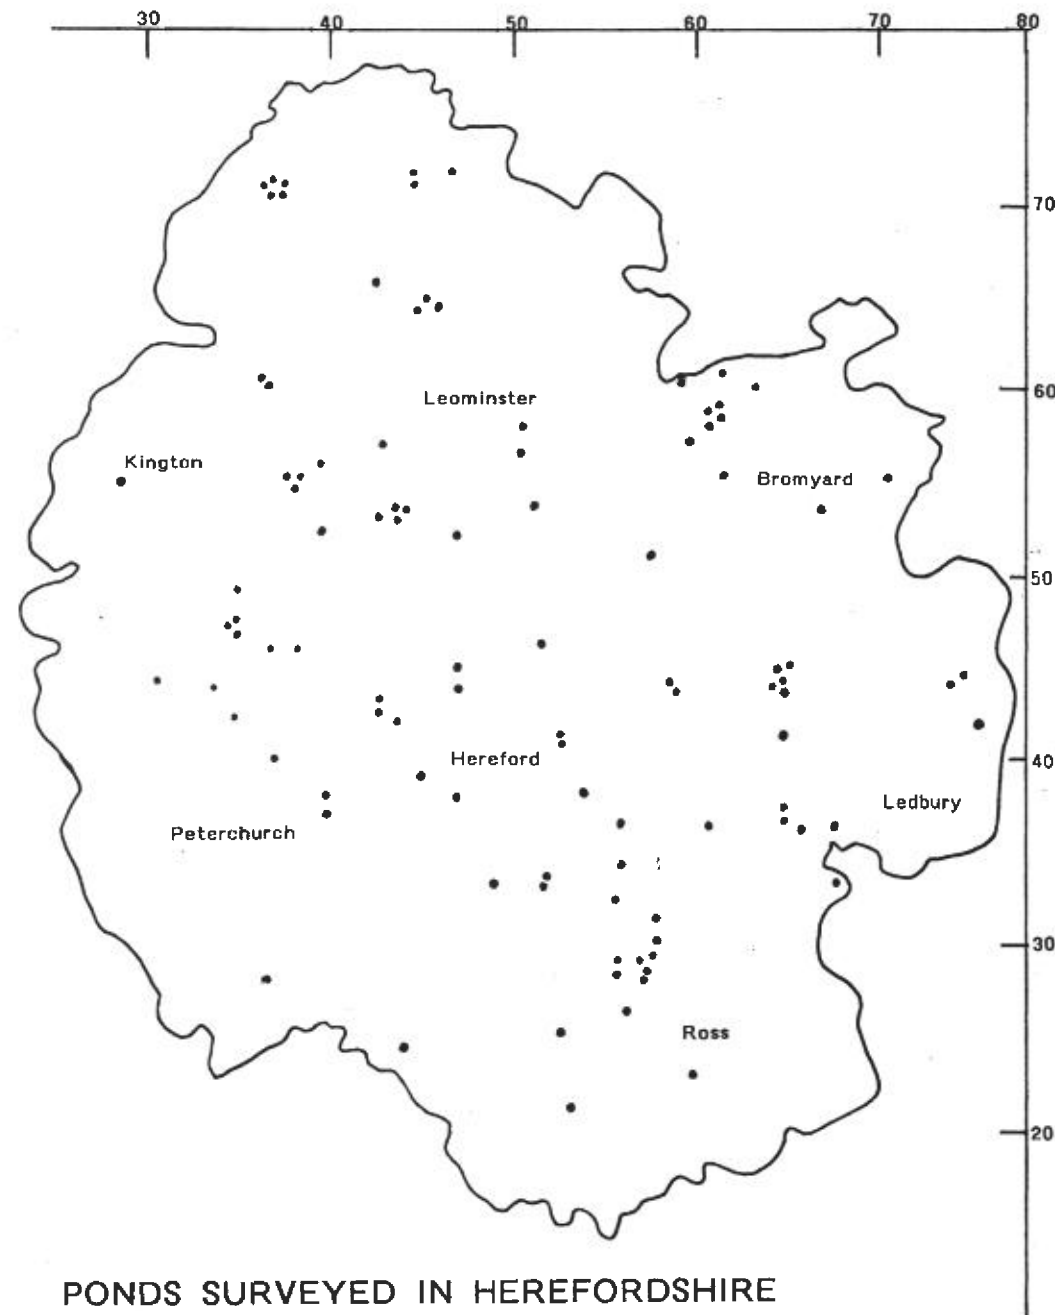 30 40 50 60 70 80
70
60
Leominster
Kington
Bromyard
50
Hereford
40
Ledbury
Peterchurch
30
Ross
20
PONDS SURVEYED IN HEREFORDSHIRE